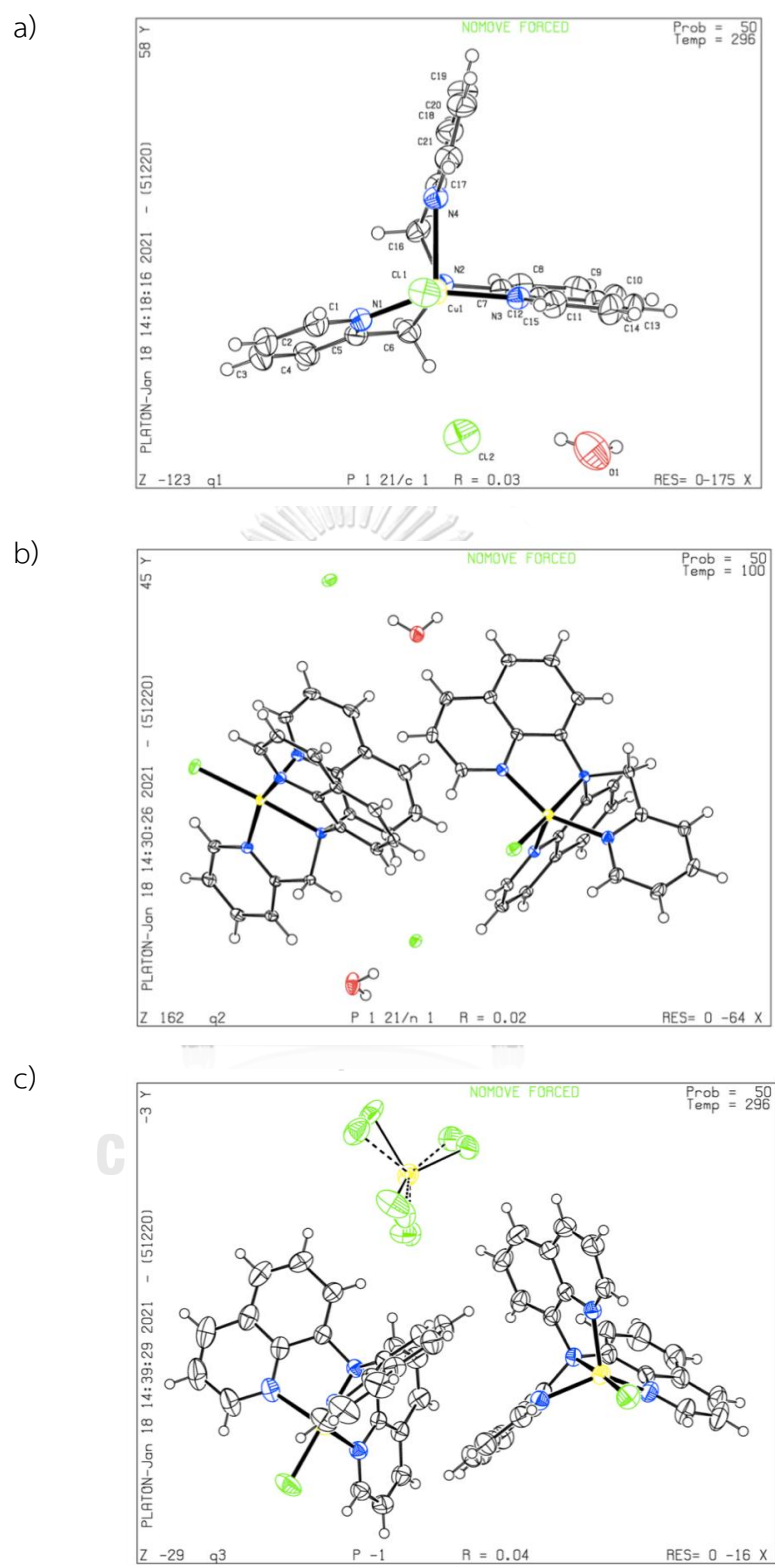 a)
NOMOVE FORCED
Prob = 50
Temp = 296
58 Y
PLATON-Jan 18 14:18:16 2021 - (51220)
C19
C20
C18
C21
C17
N4
C16
Cl1
N2
C8
C9
C10
C1
N1
Cu1
C7
C12
N3
C15
C11
C14
C13
C2
C5
C6
C3
C4
Cl2
O1
Z -123 q1 P 1 21/c 1 R = 0.03 RES= 0-175 X
b)
NOMOVE FORCED
Prob = 50
Temp = 100
45 Y
PLATON-Jan 18 14:30:26 2021 - (51220)
Z 162 q2 P 1 21/n 1 R = 0.02 RES= 0 -64 X
c)
NOMOVE FORCED
Prob = 50
Temp = 296
-3 Y
PLATON-Jan 18 14:39:29 2021 - (51220)
C
Z -29 q3 P -1 R = 0.04 RES= 0 -16 X